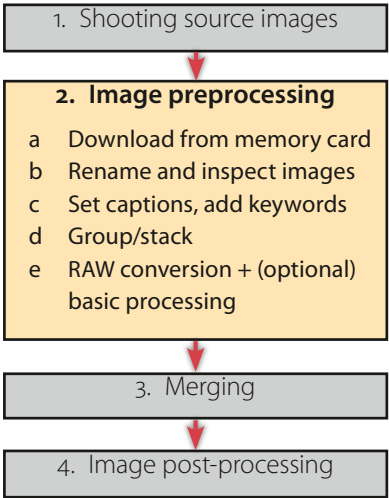 1. Shooting source images
2. Image preprocessing
a Download from memory card
b Rename and inspect images
c Set captions, add keywords
d Group/stack
e RAW conversion + (optional)
basic processing
3. Merging
4. Image post-processing